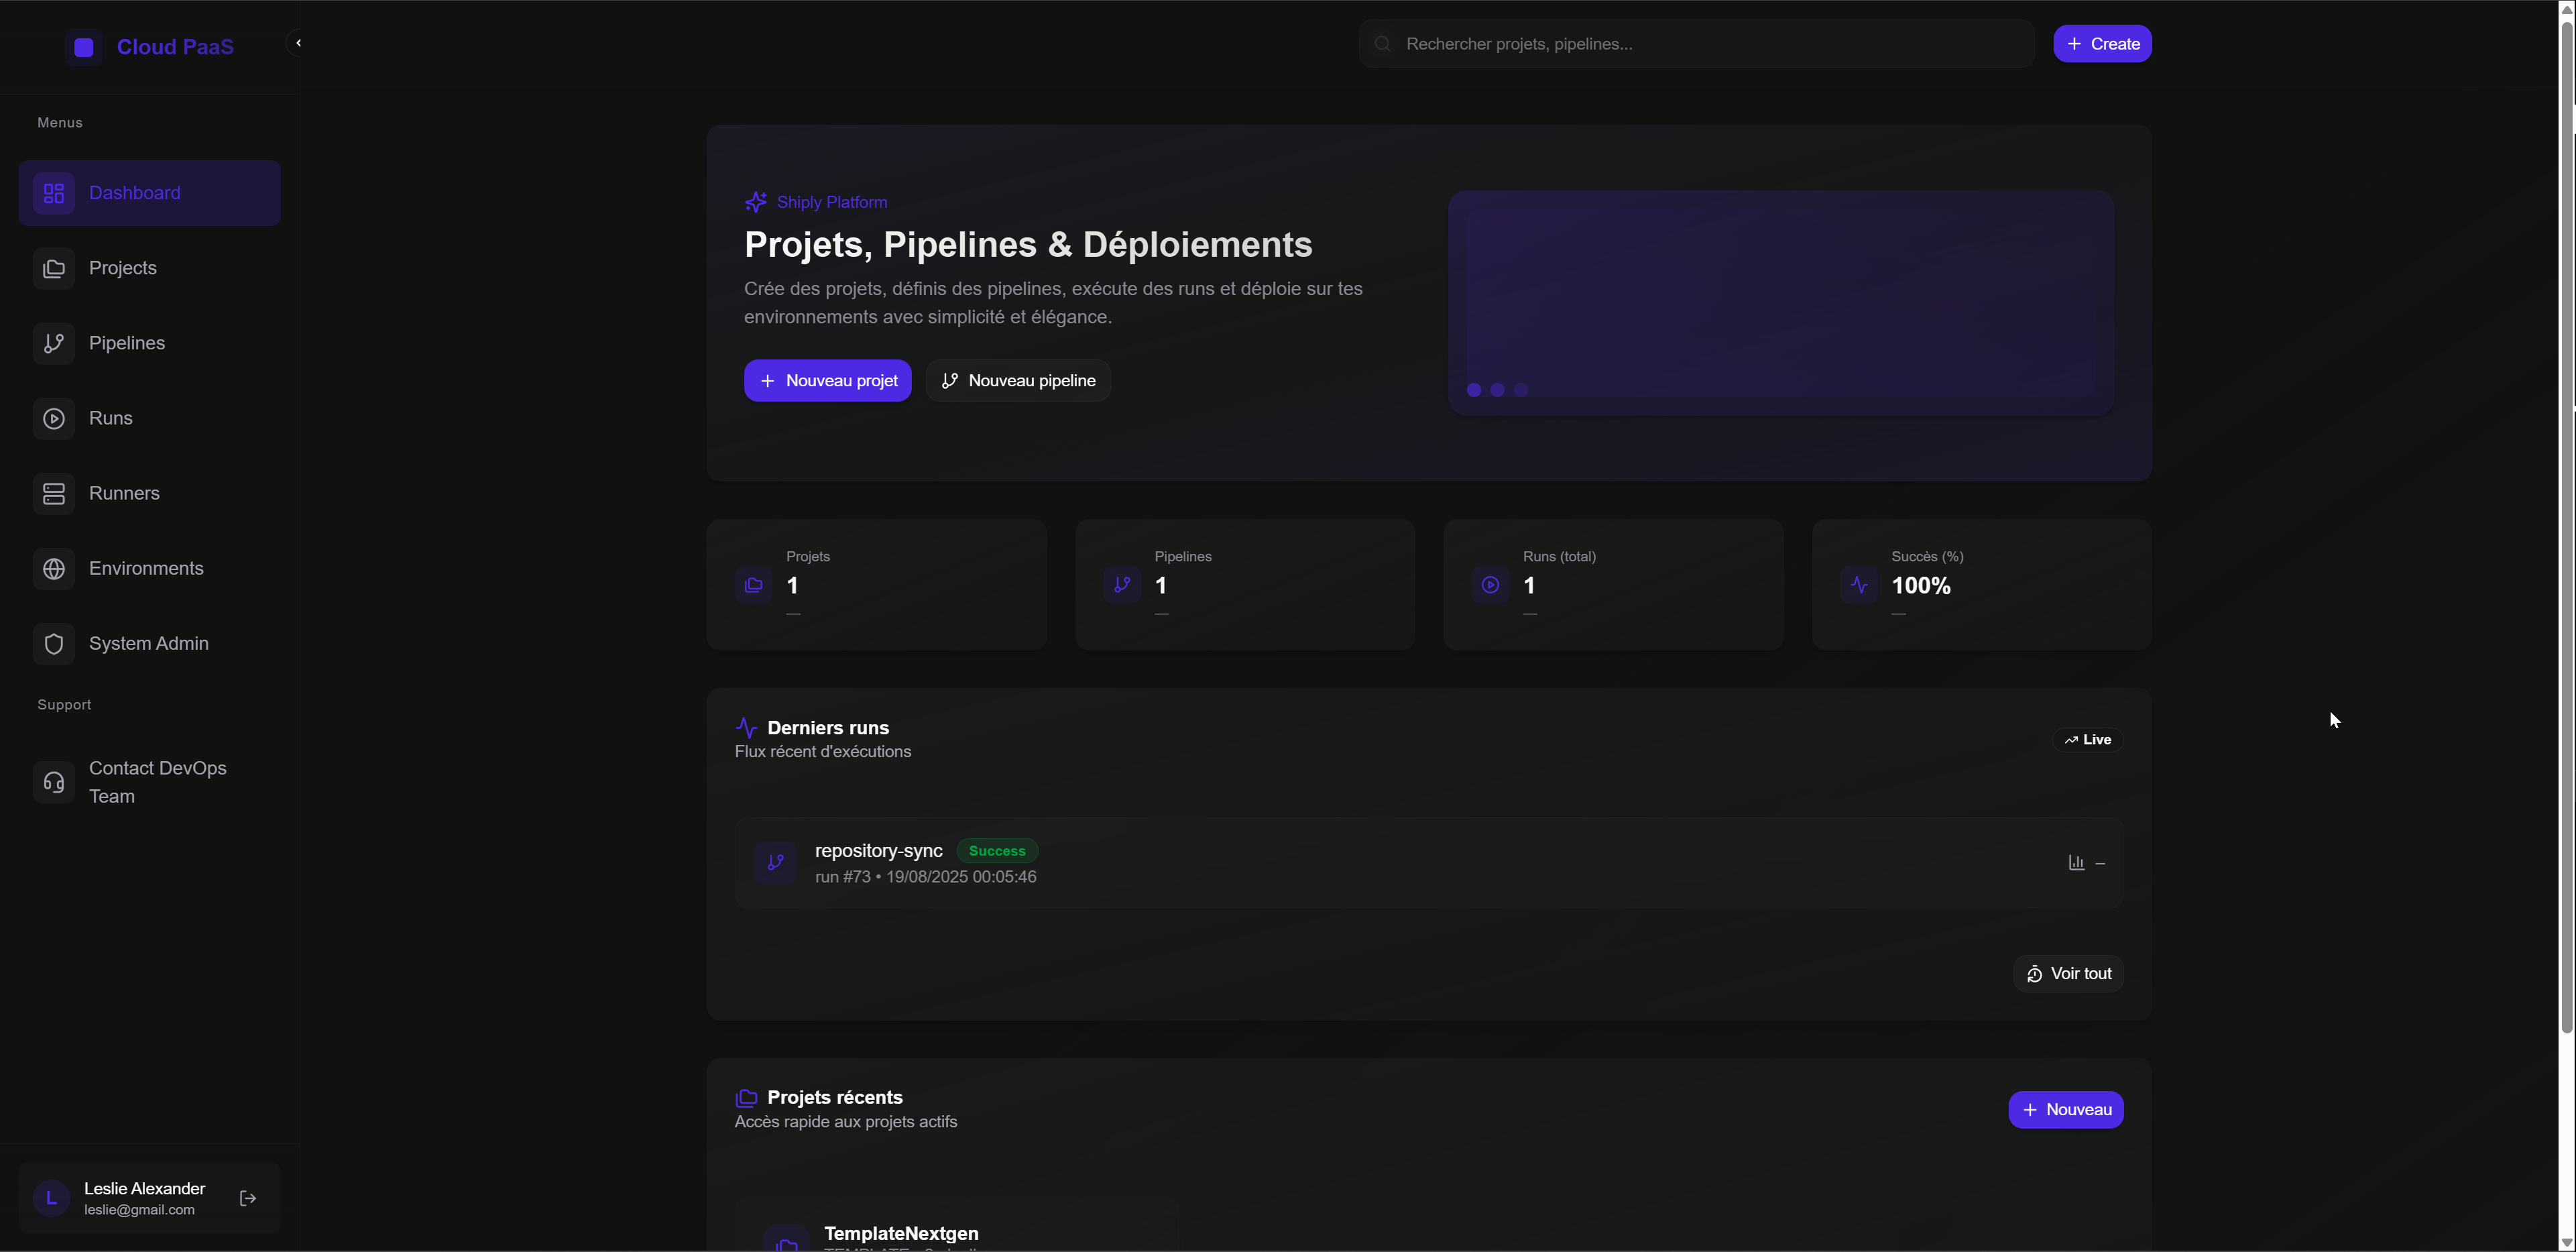 Cloud PaaS
Rechercher projets, pipelines...
Create
Menus
Dashboard
Projects
Pipelines
Runs
Runners
Environments
System Admin
Support
Contact DevOps
Team
L
Leslie Alexander
leslie@gmail.com
Shiply Platform
Projets, Pipelines & Déploiements
Crée des projets, définis des pipelines, exécute des runs et déploie sur tes
environnements avec simplicité et élégance.
Nouveau projet
Nouveau pipeline
Projets
1
—
Pipelines
1
—
Runs (total)
1
—
Succès (%)
100%
—
Derniers runs
Flux récent d'exécutions
Live
repository-sync Success
run #73 • 19/08/2025 00:05:46
–
Voir tout
Projets récents
Accès rapide aux projets actifs
Nouveau
TemplateNextgen